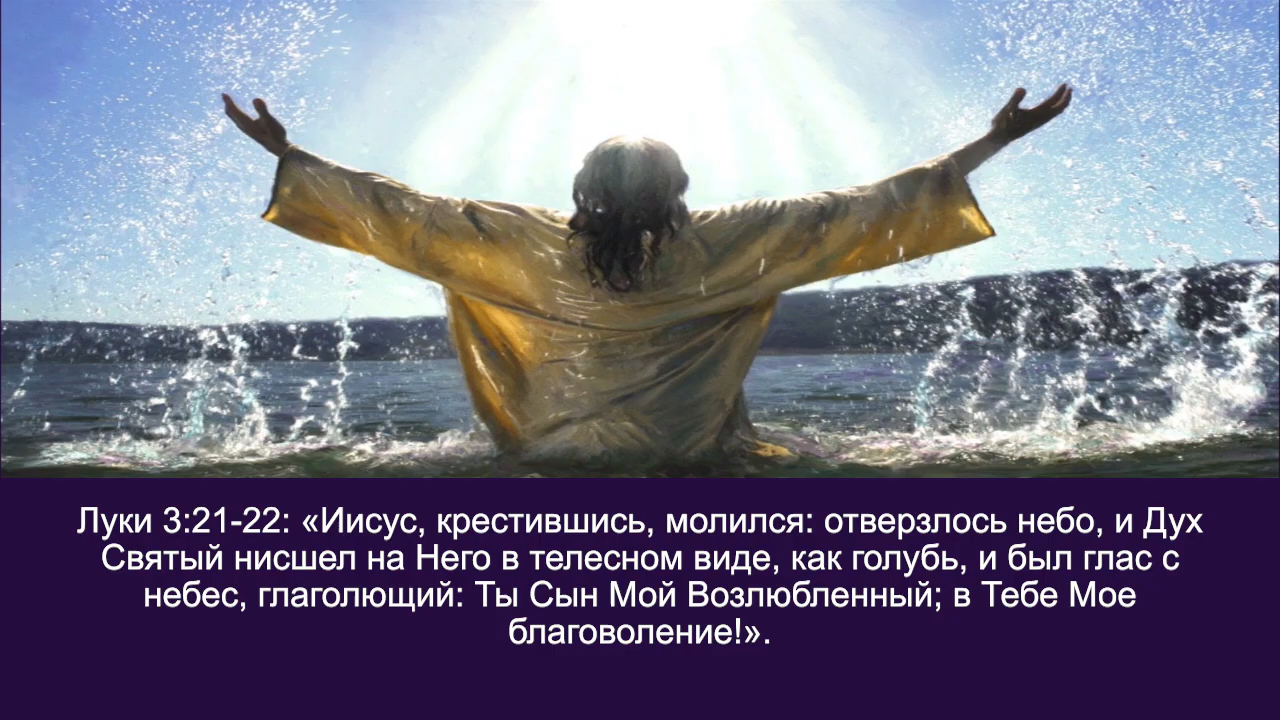 Луки 3:21-22: «Иисус, крестившись, молился: отверзлось небо, и Дух
Святый нисшел на Него в телесном виде, как голубь, и был глас с
небес, глаголющий: Ты Сын Мой Возлюбленный; в Тебе Мое
благоволение!».